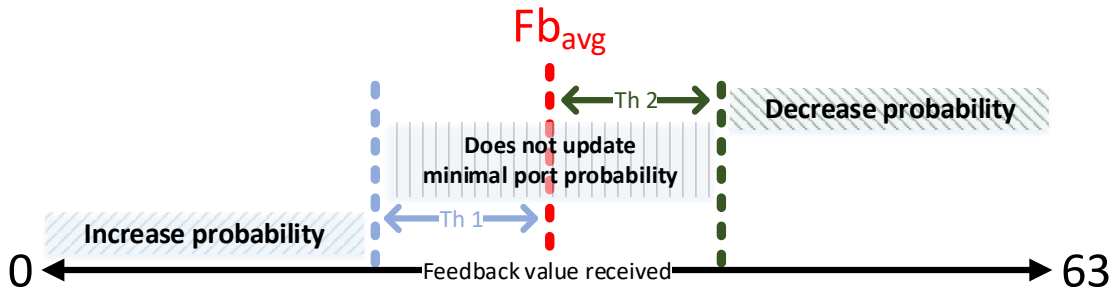 Fbavg
Th 2
Decrease probability
Does not update
minimal port probability
Th 1
Increase probability
0
Feedback value received
63